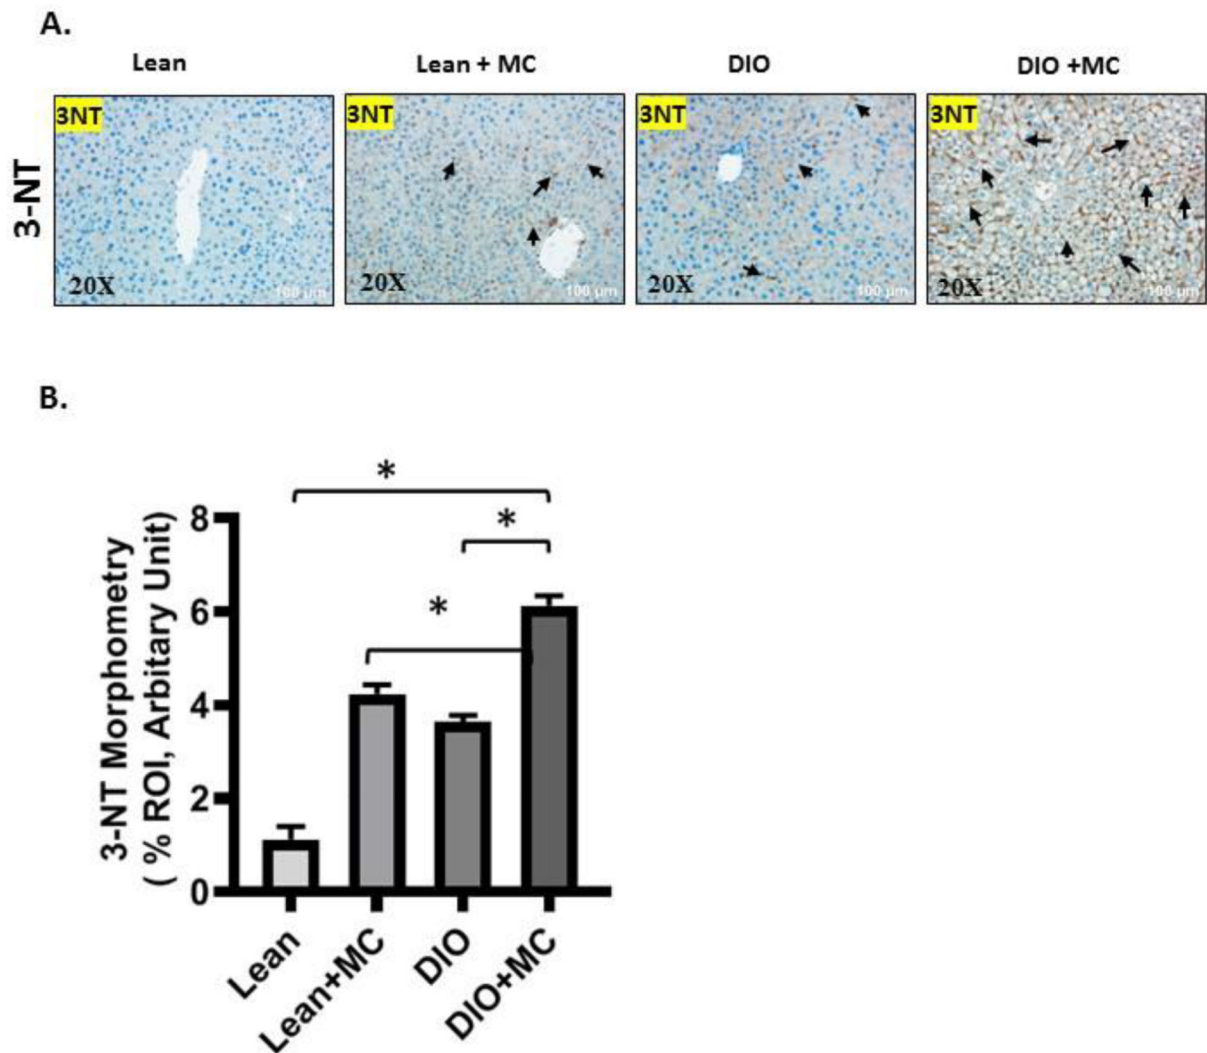 A.
Lean
Lean + MC
DIO
DIO +MC
3-NT
3NT
3NT
3NT
3NT
20X
100 µm
20X
100 µm
20X
100 µm
20X
100 µm
B.
*
*
*
3-NT Morphometry
( % ROI, Arbitary Unit)
8
6
4
2
0
Lean
Lean+MC
DIO
DIO+MC